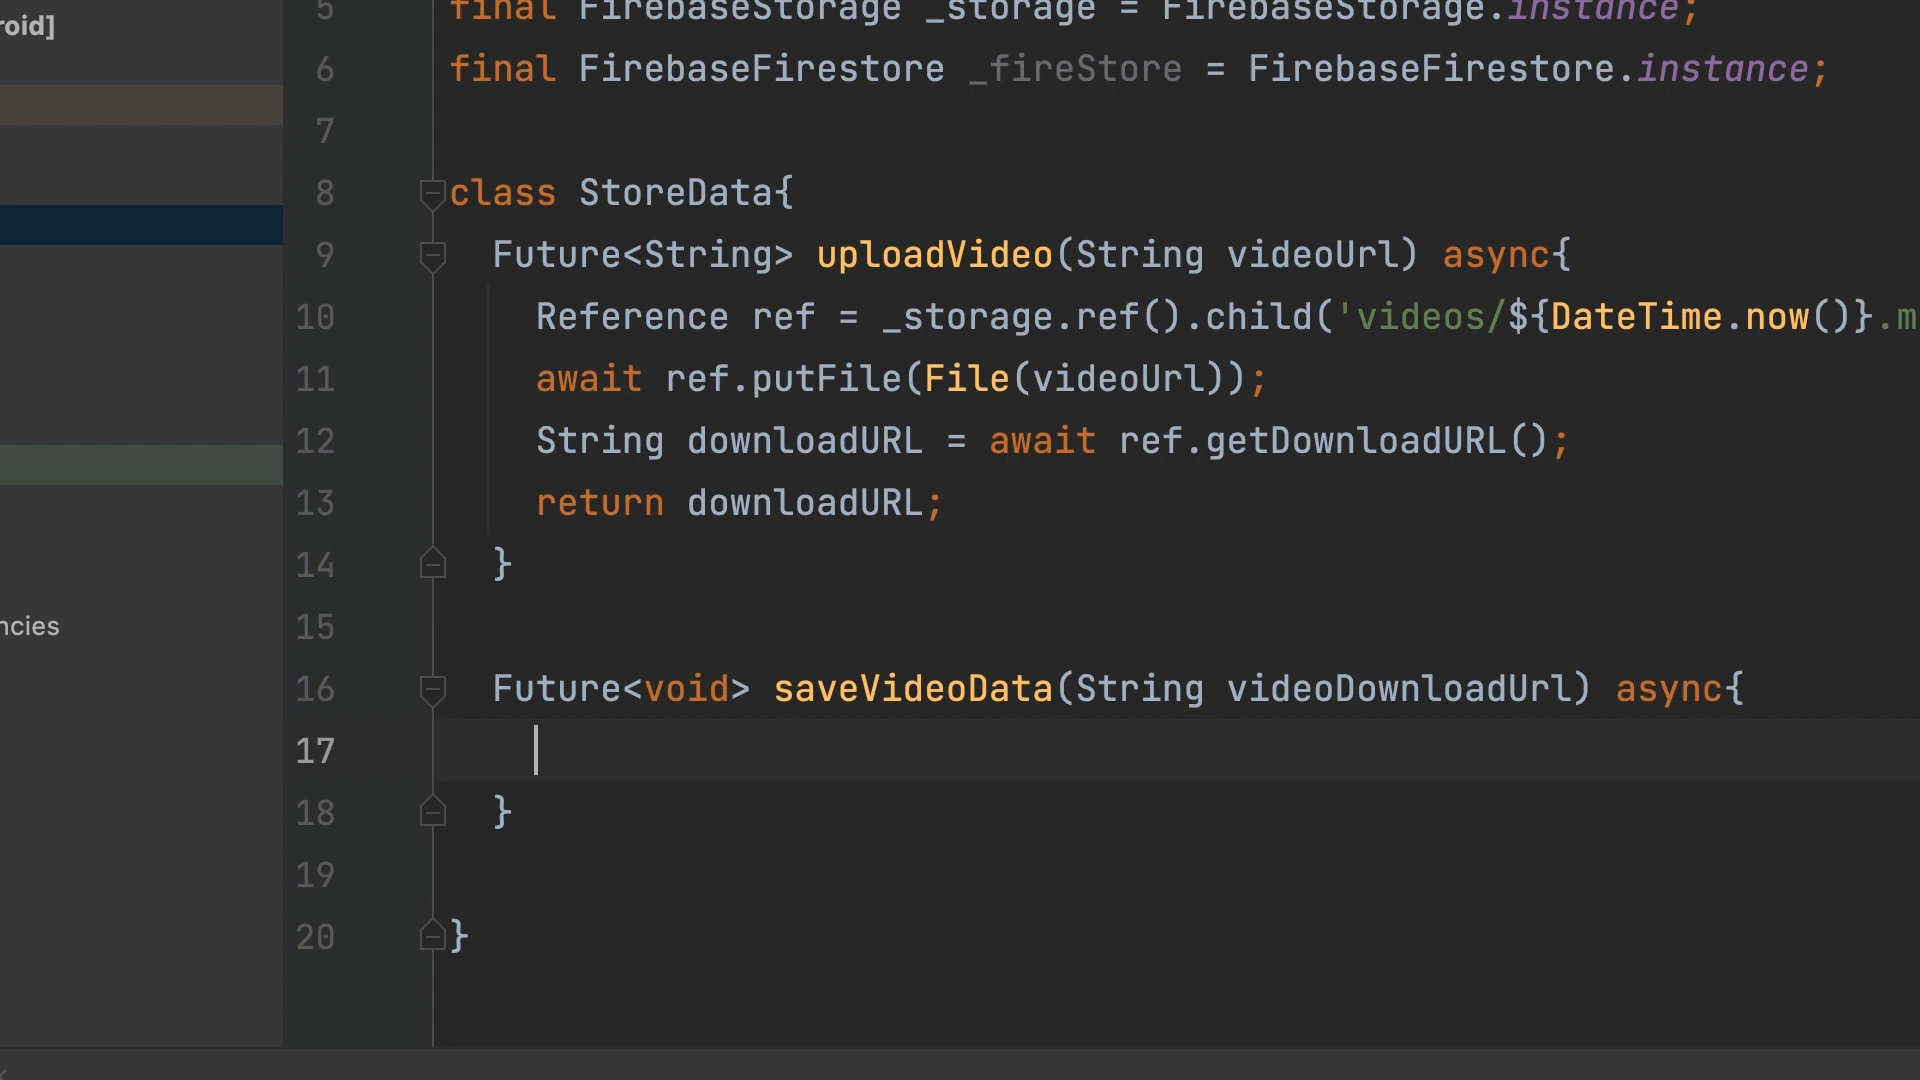 roid]
ncies
5 final FirebaseStorage _storage = FirebaseStorage.instance;
6 final FirebaseFirestore _fireStore = FirebaseFirestore.instance;
7
8 class StoreData{
9 Future<String> uploadVideo(String videoUrl) async{
10 Reference ref = _storage.ref().child('videos/${DateTime.now()}.m
11 await ref.putFile(File(videoUrl));
12 String downloadURL = await ref.getDownloadURL();
13 return downloadURL;
14 }
15
16 Future<void> saveVideoData(String videoDownloadUrl) async{
17
18 }
19
20 }